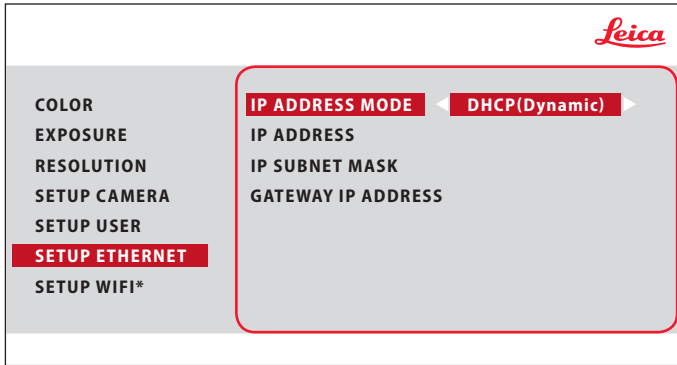 Leica
COLOR
EXPOSURE
RESOLUTION
SETUP CAMERA
SETUP USER
SETUP ETHERNET
SETUP WIFI*
IP ADDRESS MODE DHCP(Dynamic)
IP ADDRESS
IP SUBNET MASK
GATEWAY IP ADDRESS